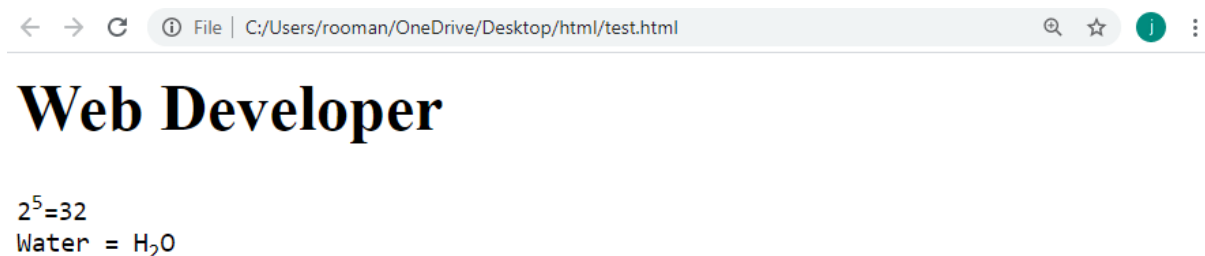 File | C:/Users/rooman/OneDrive/Desktop/html/test.html j
Web Developer
2⁵=32
Water = H₂O